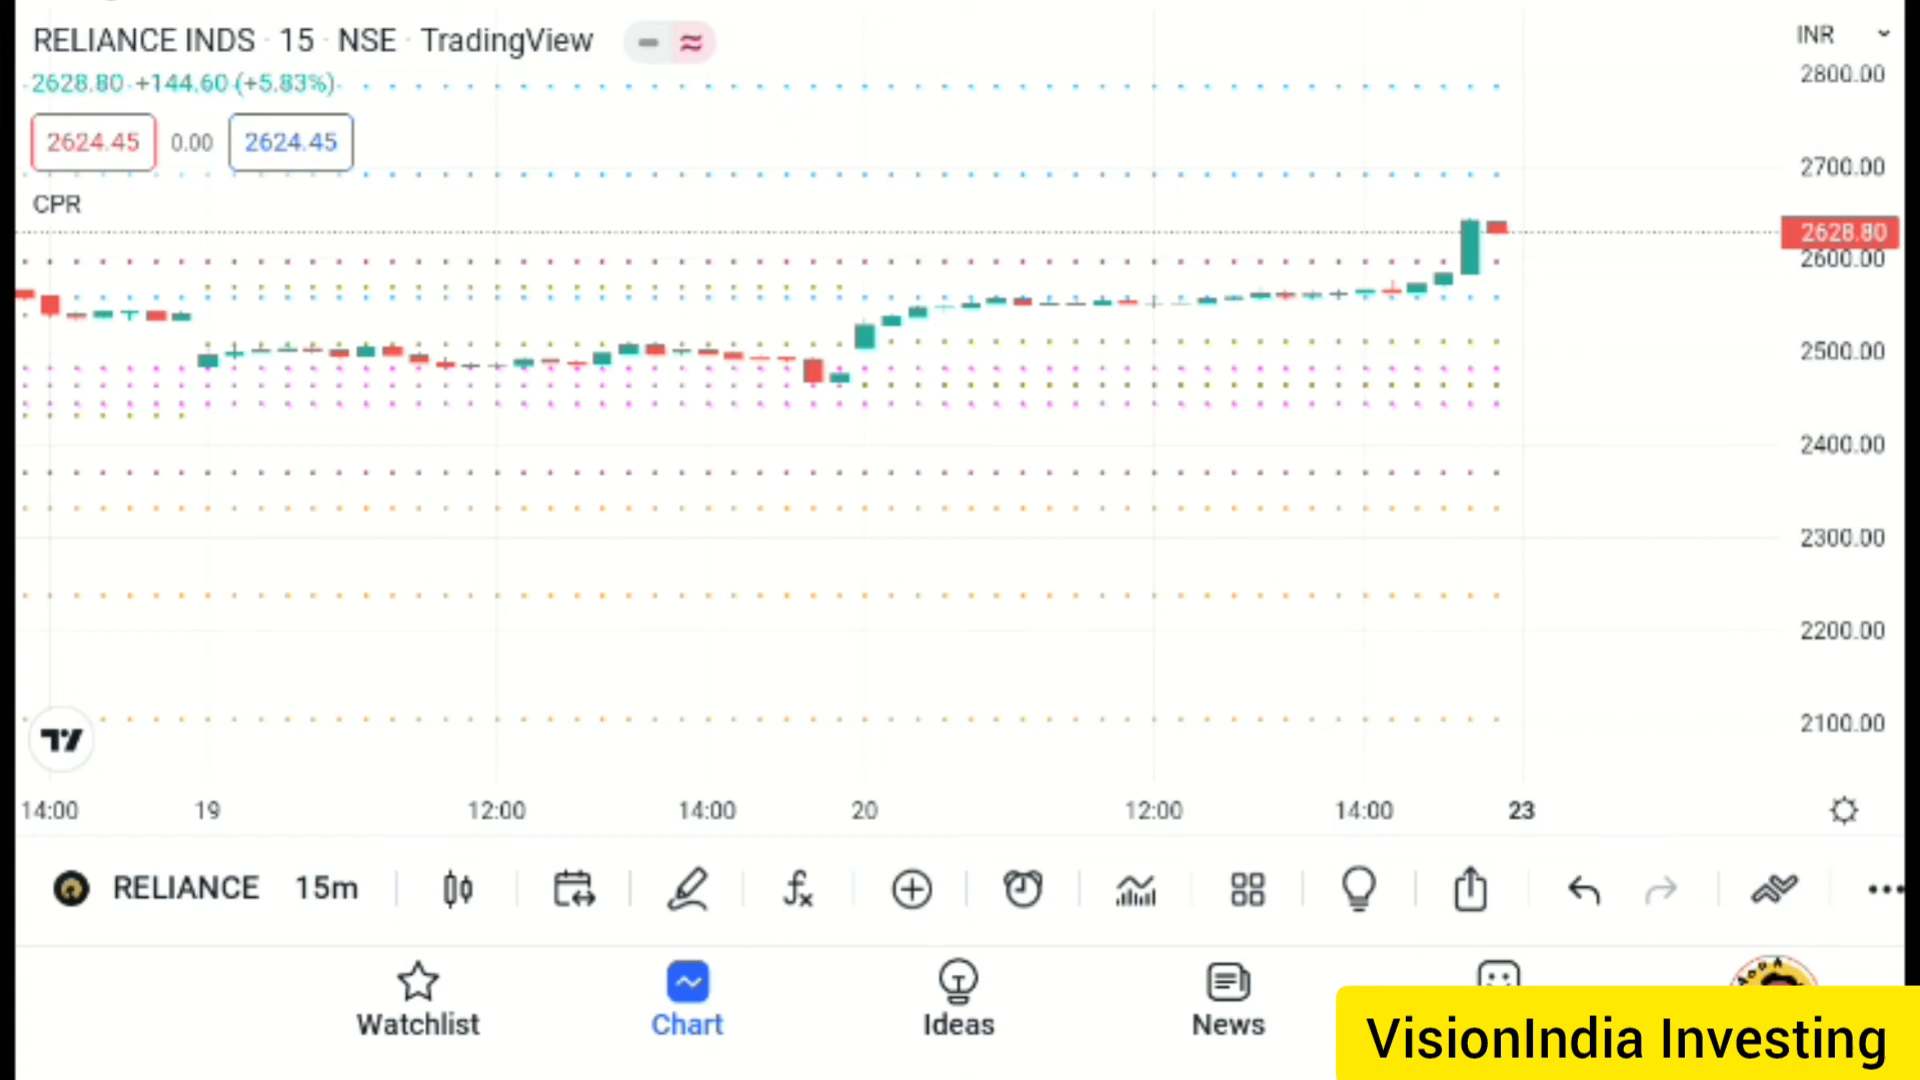 RELIANCE INDS · 15 · NSE · TradingView
INR
2628.80 +144.60 (+5.83%)
2624.45 0.00 2624.45
CPR
2800.00
2700.00
2628.80
2600.00
2500.00
2400.00
2300.00
2200.00
2100.00
14:00 19 12:00 14:00 20 12:00 14:00 23
RELIANCE 15m
Watchlist Chart Ideas News
VisionIndia Investing